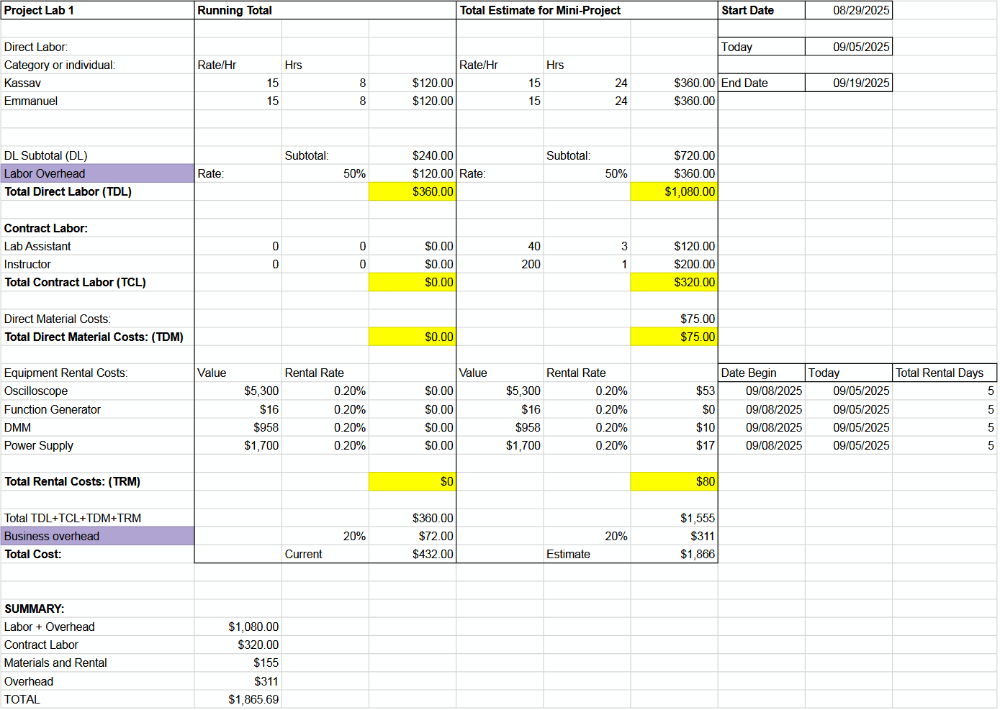 Project Lab 1 Running Total Total Estimate for Mini-Project Start Date 08/29/2025
Direct Labor: Today 09/05/2025
Category or individual: Rate/Hr Hrs Rate/Hr Hrs
Kassav 15 8 $120.00 15 24 $360.00 End Date 09/19/2025
Emmanuel 15 8 $120.00 15 24 $360.00
DL Subtotal (DL) Subtotal: $240.00 Subtotal: $720.00
Labor Overhead Rate: 50% $120.00 Rate: 50% $360.00
Total Direct Labor (TDL) $360.00 $1,080.00
Contract Labor:
Lab Assistant 0 0 $0.00 40 3 $120.00
Instructor 0 0 $0.00 200 1 $200.00
Total Contract Labor (TCL) $0.00 $320.00
Direct Material Costs: $75.00
Total Direct Material Costs: (TDM) $0.00 $75.00
Equipment Rental Costs: Value Rental Rate Value Rental Rate Date Begin Today Total Rental Days
Oscilloscope $5,300 0.20% $0.00 $5,300 0.20% $53 09/08/2025 09/05/2025 5
Function Generator $16 0.20% $0.00 $16 0.20% $0 09/08/2025 09/05/2025 5
DMM $958 0.20% $0.00 $958 0.20% $10 09/08/2025 09/05/2025 5
Power Supply $1,700 0.20% $0.00 $1,700 0.20% $17 09/08/2025 09/05/2025 5
Total Rental Costs: (TRM) $0 $80
Total TDL+TCL+TDM+TRM $360.00 $1,555
Business overhead 20% $72.00 20% $311
Total Cost: Current $432.00 Estimate $1,866
SUMMARY:
Labor + Overhead $1,080.00
Contract Labor $320.00
Materials and Rental $155
Overhead $311
TOTAL $1,865.69